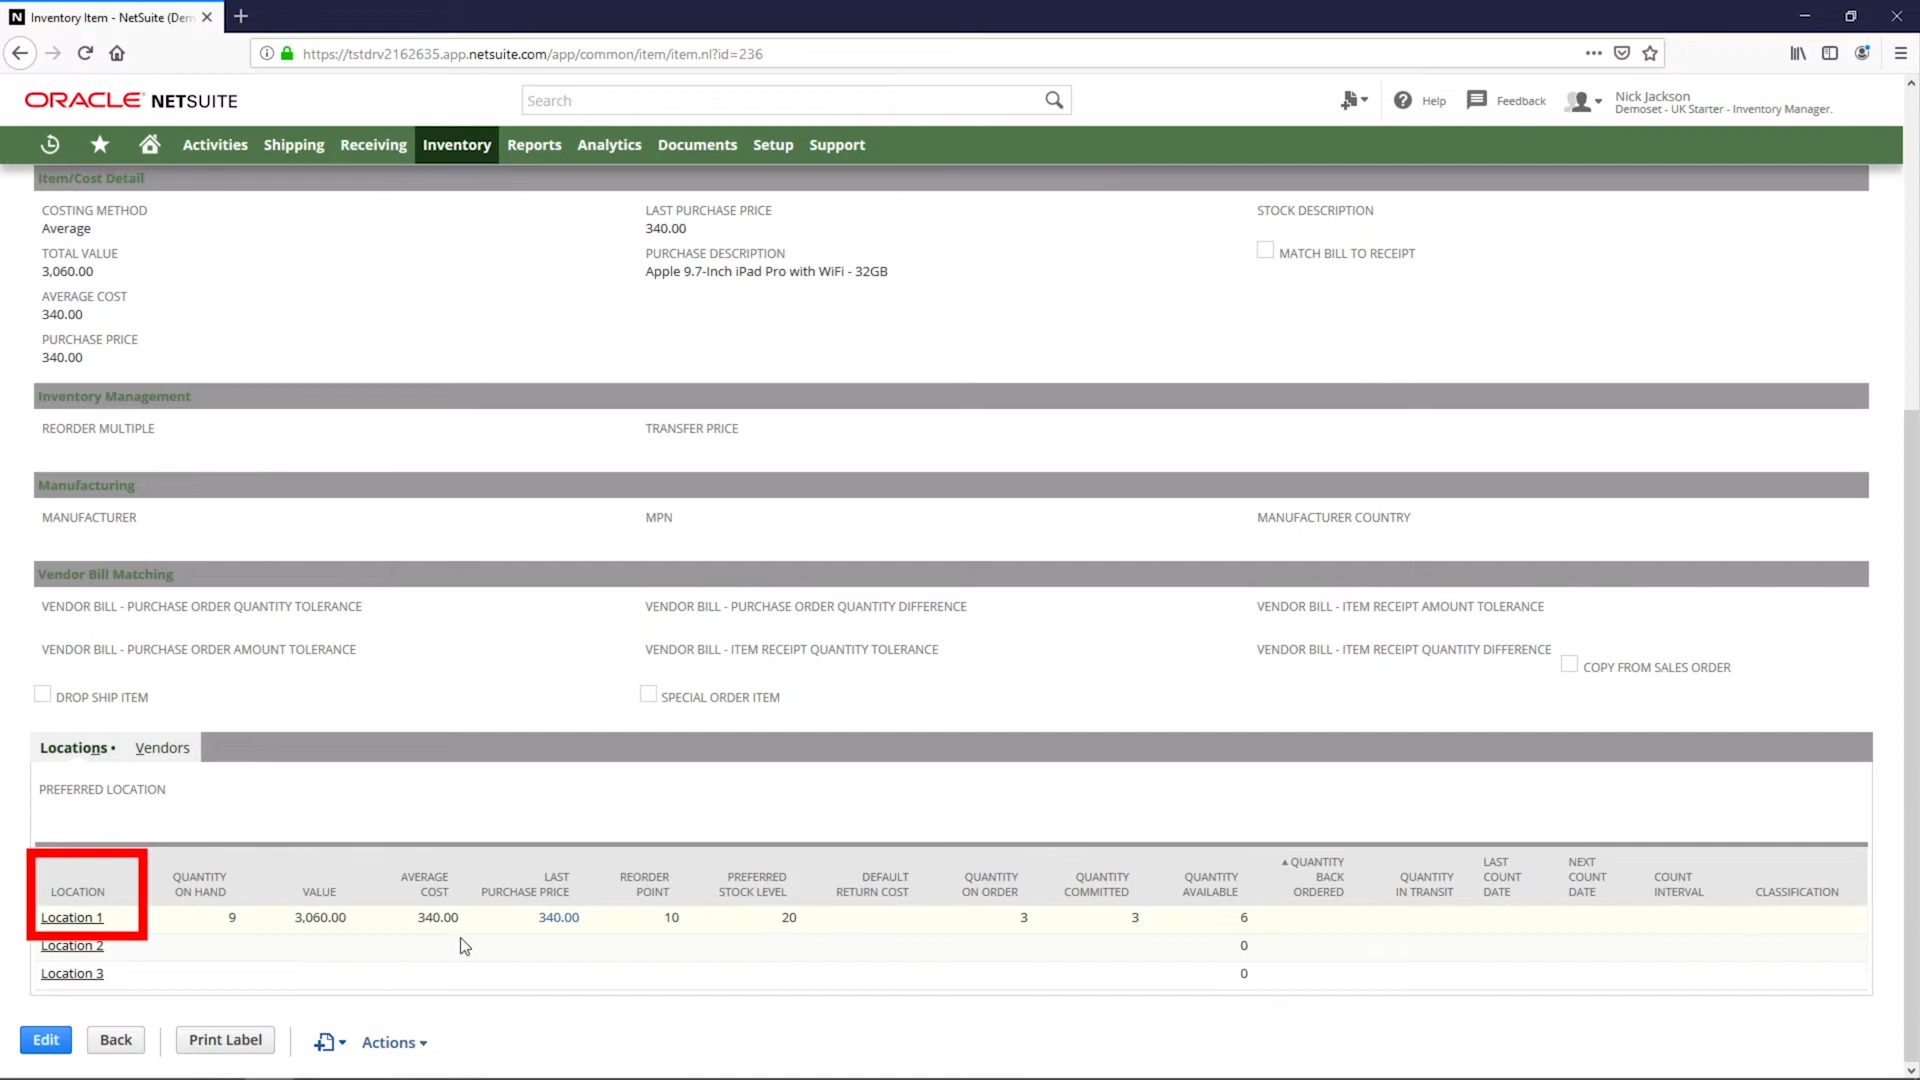 Inventory Item - NetSuite (Dem
https://tstdrv2162635.app.netsuite.com/app/common/item/item.nl?id=236
ORACLE NETSUITE
Search
Help
Feedback
Nick Jackson
Demoset - UK Starter - Inventory Manager.
Activities Shipping Receiving Inventory Reports Analytics Documents Setup Support
Item/Cost Detail
COSTING METHOD
Average
LAST PURCHASE PRICE
340.00
STOCK DESCRIPTION
TOTAL VALUE
3,060.00
PURCHASE DESCRIPTION
Apple 9.7-Inch iPad Pro with WiFi - 32GB
MATCH BILL TO RECEIPT
AVERAGE COST
340.00
PURCHASE PRICE
340.00
Inventory Management
REORDER MULTIPLE
TRANSFER PRICE
Manufacturing
MANUFACTURER
MPN
MANUFACTURER COUNTRY
Vendor Bill Matching
VENDOR BILL - PURCHASE ORDER QUANTITY TOLERANCE
VENDOR BILL - PURCHASE ORDER QUANTITY DIFFERENCE
VENDOR BILL - ITEM RECEIPT AMOUNT TOLERANCE
VENDOR BILL - PURCHASE ORDER AMOUNT TOLERANCE
VENDOR BILL - ITEM RECEIPT QUANTITY TOLERANCE
VENDOR BILL - ITEM RECEIPT QUANTITY DIFFERENCE
COPY FROM SALES ORDER
DROP SHIP ITEM
SPECIAL ORDER ITEM
Locations • Vendors
PREFERRED LOCATION
LOCATION
QUANTITY
ON HAND
VALUE
AVERAGE
COST
LAST
PURCHASE PRICE
REORDER
POINT
PREFERRED
STOCK LEVEL
DEFAULT
RETURN COST
QUANTITY
ON ORDER
QUANTITY
COMMITTED
QUANTITY
AVAILABLE
QUANTITY
BACK
ORDERED
QUANTITY
IN TRANSIT
LAST
COUNT
DATE
NEXT
COUNT
DATE
COUNT
INTERVAL
CLASSIFICATION
Location 1 9 3,060.00 340.00 340.00 10 20 3 3 6
Location 2 0
Location 3 0
Edit
Back
Print Label
Actions